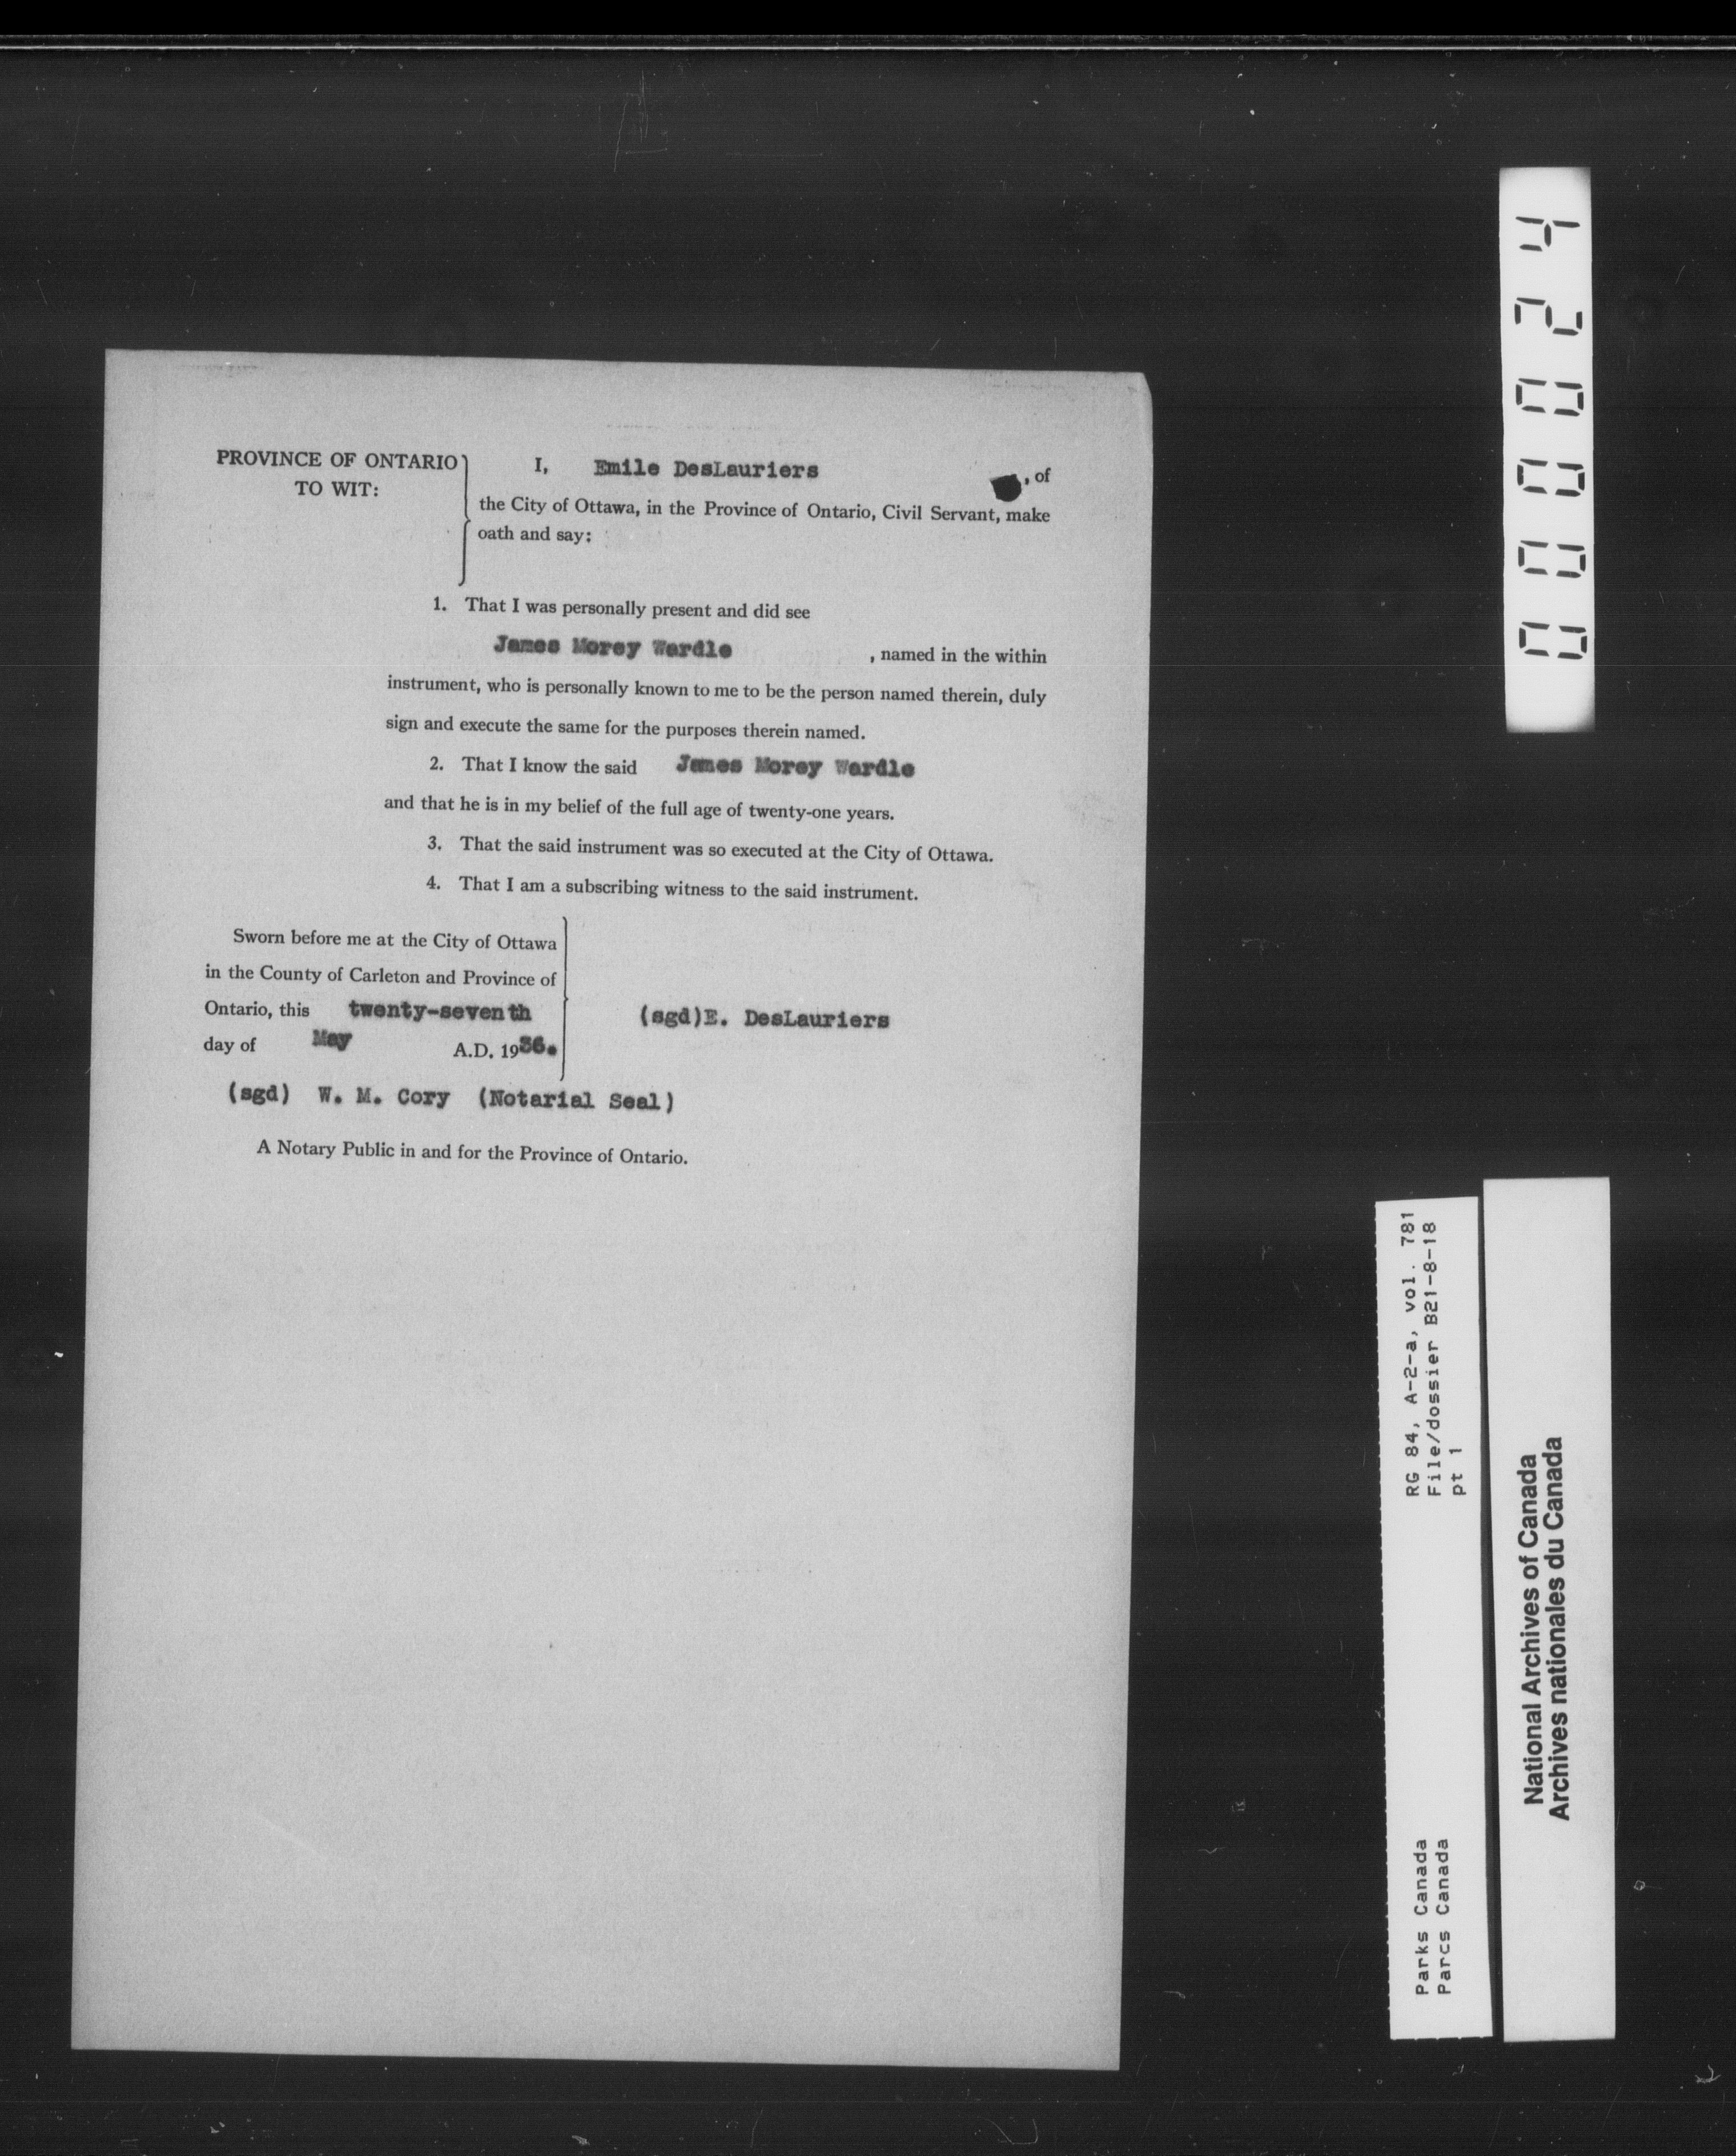 PROVINCE OF ONTARIO
TO WIT:
I, Emile DesLauriers , of
the City of Ottawa, in the Province of Ontario, Civil Servant, make
oath and say:
1. That I was personally present and did see
James Morey Wardle , named in the within
instrument, who is personally known to me to be the person named therein, duly
sign and execute the same for the purposes therein named.
2. That I know the said James Morey Wardle
and that he is in my belief of the full age of twenty-one years.
3. That the said instrument was so executed at the City of Ottawa.
4. That I am a subscribing witness to the said instrument.
Sworn before me at the City of Ottawa
in the County of Carleton and Province of
Ontario, this twenty-seventh
day of May A.D. 1936.
(sgd)E. DesLauriers
(sgd) W. M. Cory (Notarial Seal)
A Notary Public in and for the Province of Ontario.
000024
RG 84, A-2-a, vol. 781
File/dossier B21-8-18
pt 1
Parks Canada
Parcs Canada
National Archives of Canada
Archives nationales du Canada